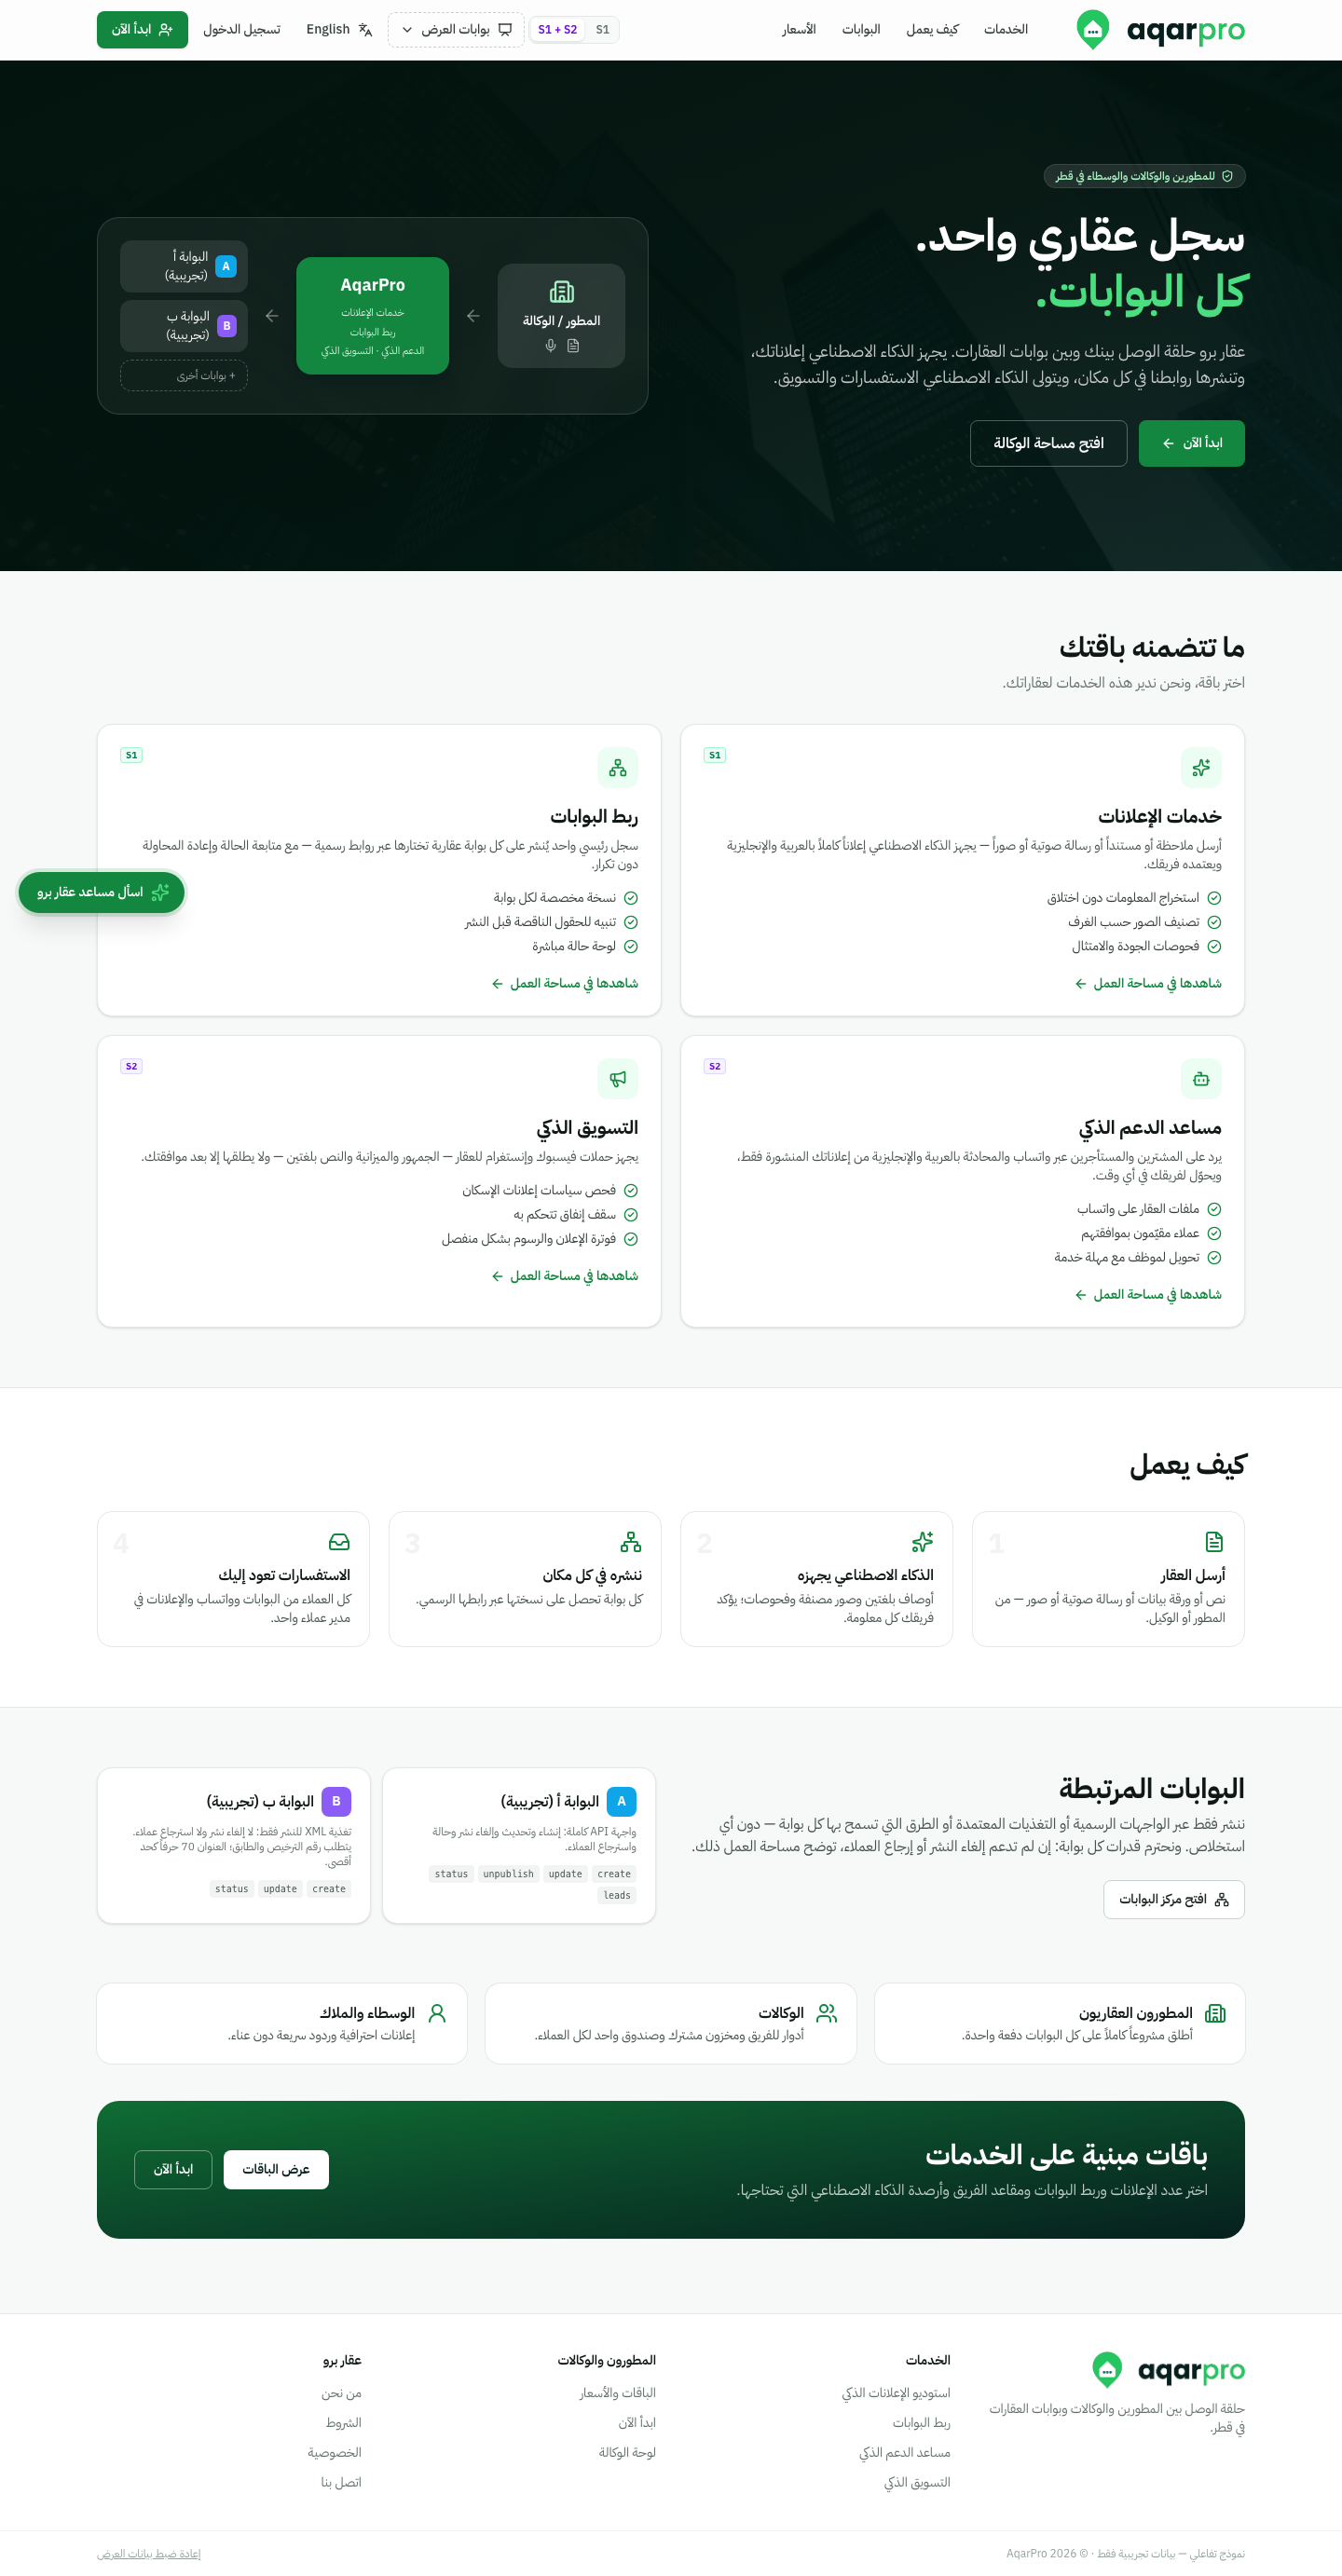 aqarpro
الخدمات
كيف يعمل
البوابات
الأسعار
S1
S1 + S2
بوابات العرض
English
تسجيل الدخول
ابدأ الآن
للمطورين والوكالات والوسطاء في قطر
سجل عقاري واحد.
كل البوابات.
عقار برو حلقة الوصل بينك وبين بوابات العقارات. يجهز الذكاء الاصطناعي إعلاناتك،
وتنشرها روابطنا في كل مكان، ويتولى الذكاء الاصطناعي الاستفسارات والتسويق.
ابدأ الآن
افتح مساحة الوكالة
المطور / الوكالة
AqarPro
خدمات الإعلانات
ربط البوابات
الدعم الذكي · التسويق الذكي
A
البوابة أ
(تجريبية)
B
البوابة ب
(تجريبية)
+ بوابات أخرى
ما تتضمنه باقتك
اختر باقة، ونحن ندير هذه الخدمات لعقاراتك.
S1
خدمات الإعلانات
أرسل ملاحظة أو مستنداً أو رسالة صوتية أو صوراً — يجهز الذكاء الاصطناعي إعلاناً كاملاً بالعربية والإنجليزية
ويعتمده فريقك.
استخراج المعلومات دون اختلاق
تصنيف الصور حسب الغرف
فحوصات الجودة والامتثال
شاهدها في مساحة العمل
S1
ربط البوابات
سجل رئيسي واحد يُنشر على كل بوابة عقارية تختارها عبر روابط رسمية — مع متابعة الحالة وإعادة المحاولة
دون تكرار.
نسخة مخصصة لكل بوابة
تنبيه للحقول الناقصة قبل النشر
لوحة حالة مباشرة
شاهدها في مساحة العمل
اسأل مساعد عقار برو
S2
مساعد الدعم الذكي
يرد على المشترين والمستأجرين عبر واتساب والمحادثة بالعربية والإنجليزية من إعلاناتك المنشورة فقط،
ويحوّل لفريقك في أي وقت.
ملفات العقار على واتساب
عملاء مقيّمون بموافقتهم
تحويل لموظف مع مهلة خدمة
شاهدها في مساحة العمل
S2
التسويق الذكي
يجهز حملات فيسبوك وإنستغرام للعقار — الجمهور والميزانية والنص بلغتين — ولا يطلقها إلا بعد موافقتك.
فحص سياسات إعلانات الإسكان
سقف إنفاق تتحكم به
فوترة الإعلان والرسوم بشكل منفصل
شاهدها في مساحة العمل
كيف يعمل
1
أرسل العقار
نص أو ورقة بيانات أو رسالة صوتية أو صور — من
المطور أو الوكيل.
2
الذكاء الاصطناعي يجهزه
أوصاف بلغتين وصور مصنفة وفحوصات؛ يؤكد
فريقك كل معلومة.
3
ننشره في كل مكان
كل بوابة تحصل على نسختها عبر رابطها الرسمي.
4
الاستفسارات تعود إليك
كل العملاء من البوابات وواتساب والإعلانات في
مدير عملاء واحد.
البوابات المرتبطة
ننشر فقط عبر الواجهات الرسمية أو التغذيات المعتمدة أو الطرق التي تسمح بها كل بوابة — دون أي
استخلاص. ونحترم قدرات كل بوابة: إن لم تدعم إلغاء النشر أو إرجاع العملاء، توضح مساحة العمل ذلك.
افتح مركز البوابات
A
البوابة أ (تجريبية)
واجهة API كاملة: إنشاء وتحديث وإلغاء نشر وحالة
واسترجاع العملاء.
create
update
unpublish
status
leads
B
البوابة ب (تجريبية)
تغذية XML للنشر فقط: لا إلغاء نشر ولا استرجاع عملاء.
يتطلب رقم الترخيص والطابق؛ العنوان 70 حرفاً كحد
أقصى.
create
update
status
المطورون العقاريون
أطلق مشروعاً كاملاً على كل البوابات دفعة واحدة.
الوكالات
أدوار للفريق ومخزون مشترك وصندوق واحد لكل العملاء.
الوسطاء والملاك
إعلانات احترافية وردود سريعة دون عناء.
باقات مبنية على الخدمات
اختر عدد الإعلانات وربط البوابات ومقاعد الفريق وأرصدة الذكاء الاصطناعي التي تحتاجها.
عرض الباقات
ابدأ الآن
aqarpro
حلقة الوصل بين المطورين والوكالات وبوابات العقارات
في قطر.
الخدمات
استوديو الإعلانات الذكي
ربط البوابات
مساعد الدعم الذكي
التسويق الذكي
المطورون والوكالات
الباقات والأسعار
ابدأ الآن
لوحة الوكالة
عقار برو
من نحن
الشروط
الخصوصية
اتصل بنا
نموذج تفاعلي — بيانات تجريبية فقط · © 2026 AqarPro
إعادة ضبط بيانات العرض